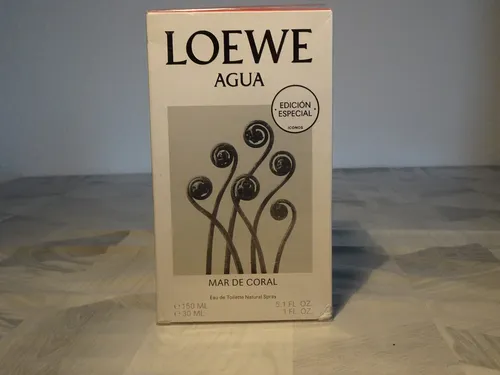 LOEWE
AGUA
EDICIÓN
ESPECIAL
ICONOS
MAR DE CORAL
Eau de Toilette Natural Spray
℮150 ML 5.1 FL. OZ.
℮30 ML 1 FL. OZ.